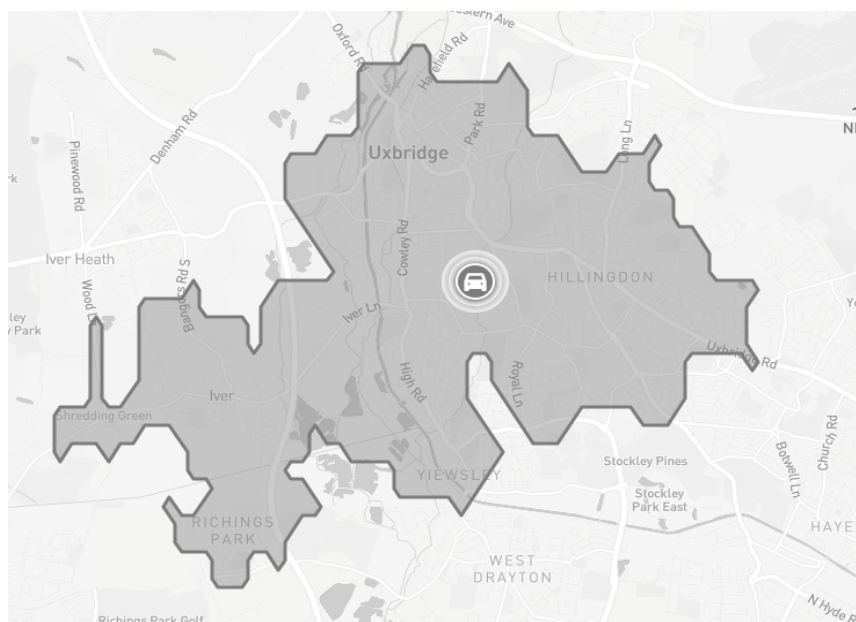 Western Ave
Oxford Rd
Harefield Rd
Park Rd
Long Ln
Denham Rd
Pinewood Rd
Uxbridge
Cowley Rd
Iver Heath
HILLINGDON
Wood L
Bangors Rd S
Iver Ln
Park
Uxbridge Rd
High Rd
Royal Ln
Iver
Shredding Green
Church Rd
Botwell Ln
Stockley Pines
YIEWSLEY
Stockley
Park East
RICHINGS
PARK
HAYE
WEST
DRAYTON
N Hyde R
Richings Park Golf